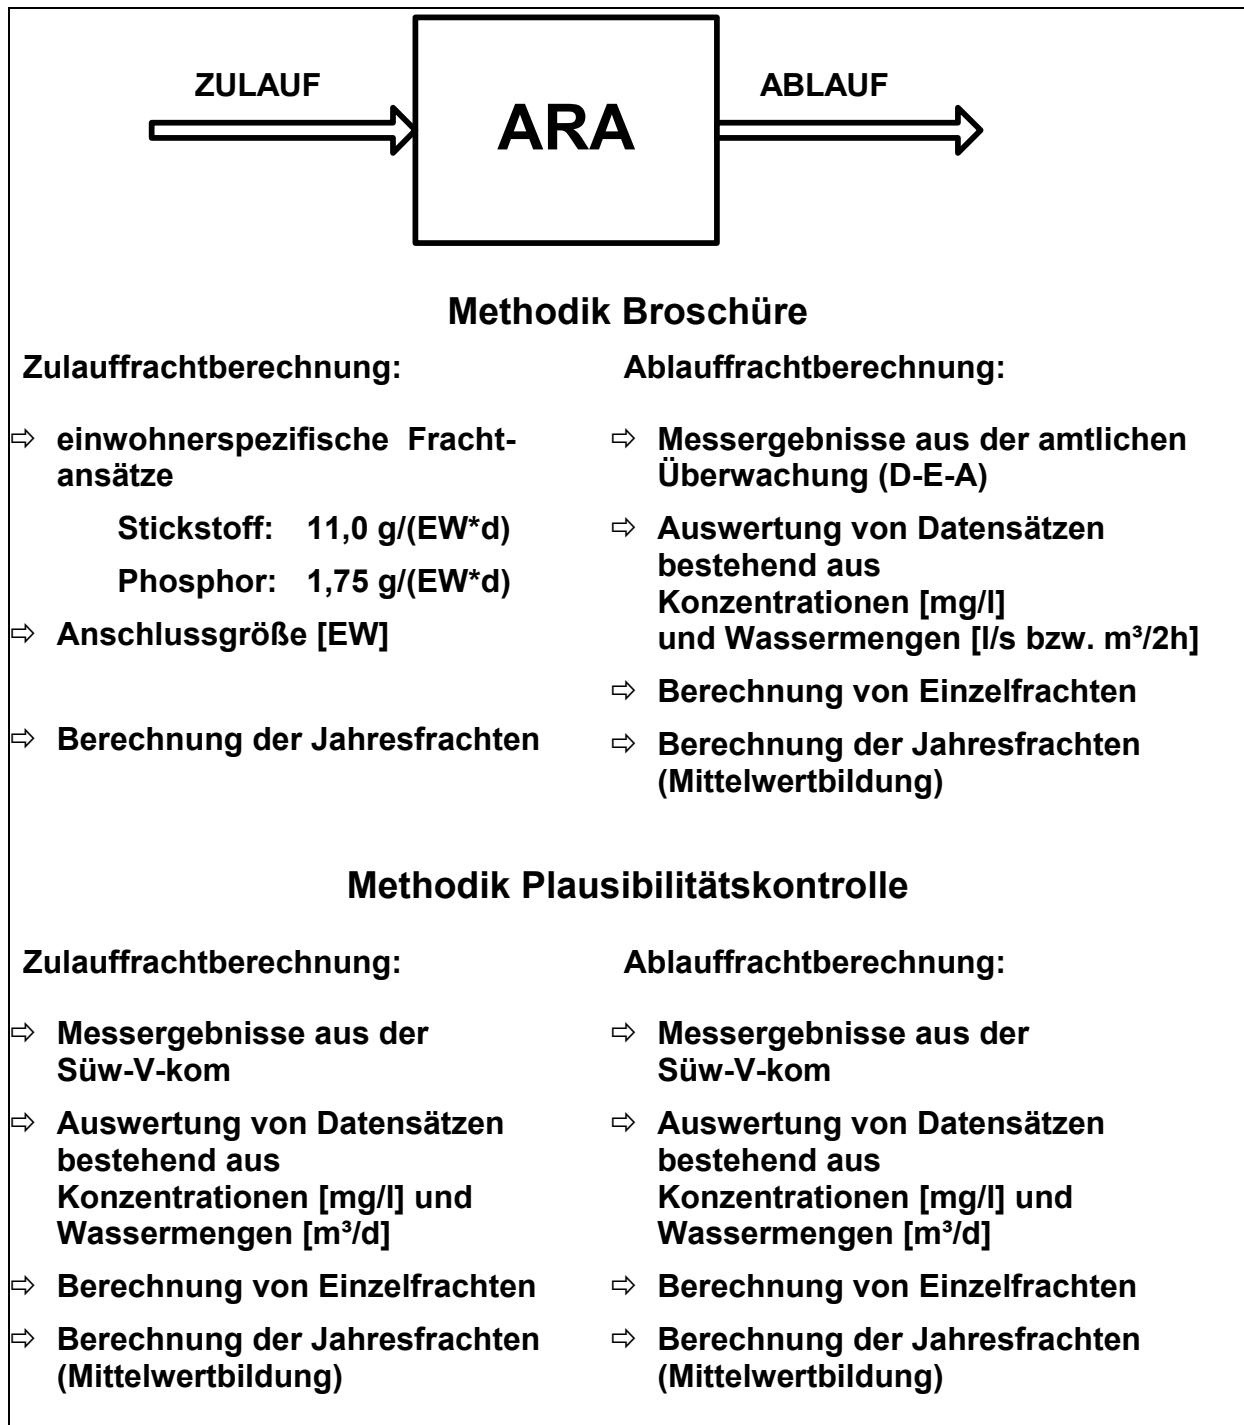 ZULAUF
ARA
ABLAUF
Methodik Broschüre
Zulauffrachtberechnung:
⇨ einwohnerspezifische Fracht-
ansätze
Stickstoff: 11,0 g/(EW*d)
Phosphor: 1,75 g/(EW*d)
⇨ Anschlussgröße [EW]
⇨ Berechnung der Jahresfrachten
Ablauffrachtberechnung:
⇨ Messergebnisse aus der amtlichen
Überwachung (D-E-A)
⇨ Auswertung von Datensätzen
bestehend aus
Konzentrationen [mg/l]
und Wassermengen [l/s bzw. m³/2h]
⇨ Berechnung von Einzelfrachten
⇨ Berechnung der Jahresfrachten
(Mittelwertbildung)
Methodik Plausibilitätskontrolle
Zulauffrachtberechnung:
⇨ Messergebnisse aus der
Süw-V-kom
⇨ Auswertung von Datensätzen
bestehend aus
Konzentrationen [mg/l] und
Wassermengen [m³/d]
⇨ Berechnung von Einzelfrachten
⇨ Berechnung der Jahresfrachten
(Mittelwertbildung)
Ablauffrachtberechnung:
⇨ Messergebnisse aus der
Süw-V-kom
⇨ Auswertung von Datensätzen
bestehend aus
Konzentrationen [mg/l] und
Wassermengen [m³/d]
⇨ Berechnung von Einzelfrachten
⇨ Berechnung der Jahresfrachten
(Mittelwertbildung)